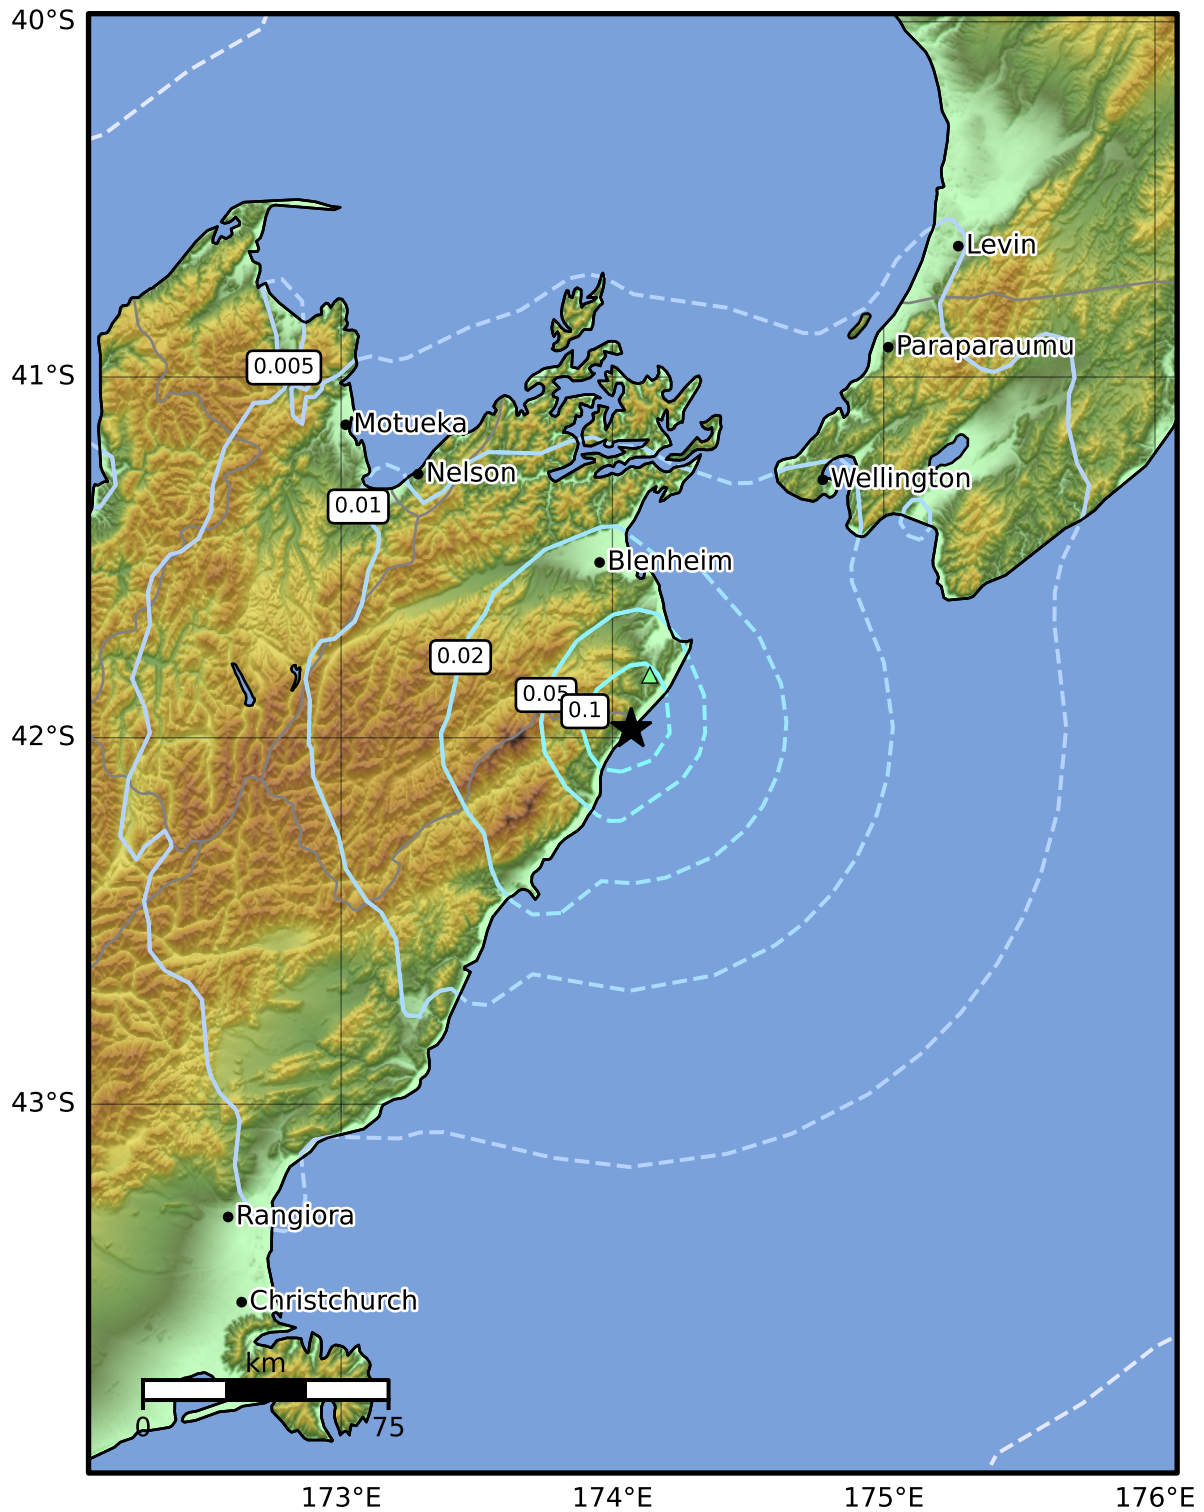 40°S
Levin
Paraparaumu
0.005
41°S
Motueka
Nelson
Wellington
0.01
Blenheim
0.02
0.05
0.1
42°S
43°S
Rangiora
Christchurch
km
0 75
173°E 174°E 175°E 176°E